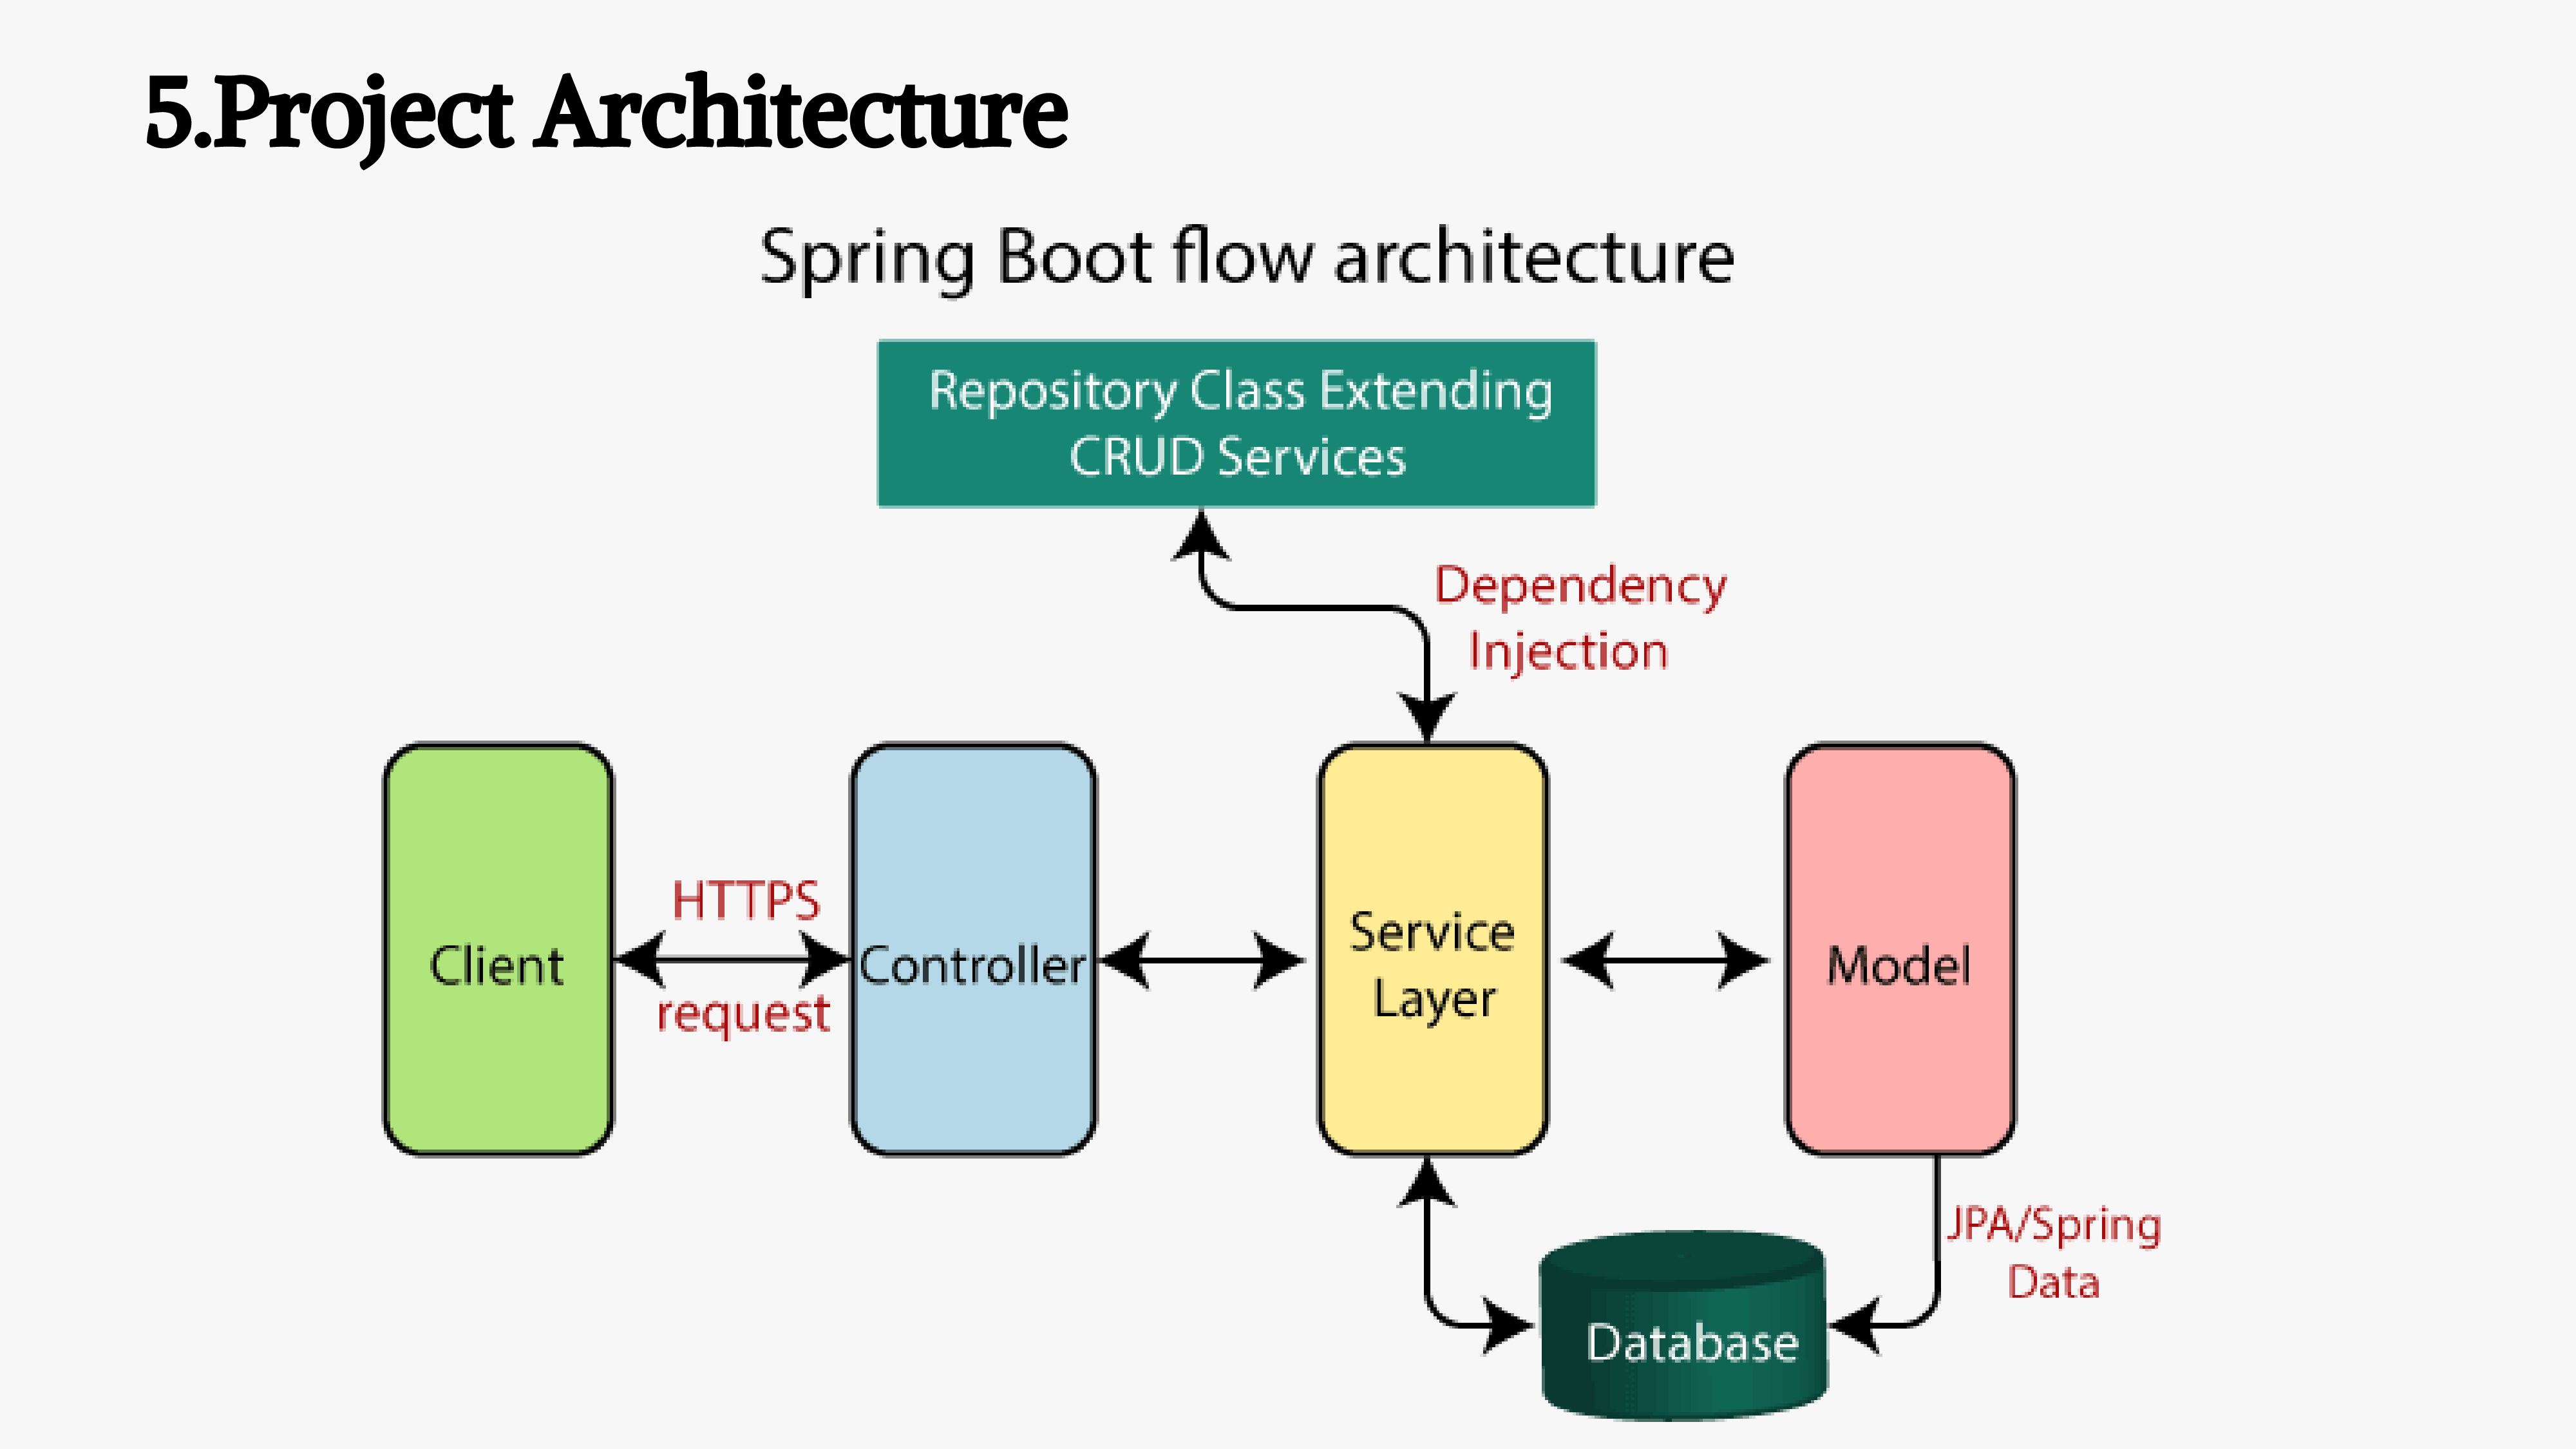 5.Project Architecture
Spring Boot flow architecture
Repository Class Extending
CRUD Services
Dependency
Injection
HTTPS
request
Client
Controller
Service
Layer
Model
JPA/Spring
Data
Database